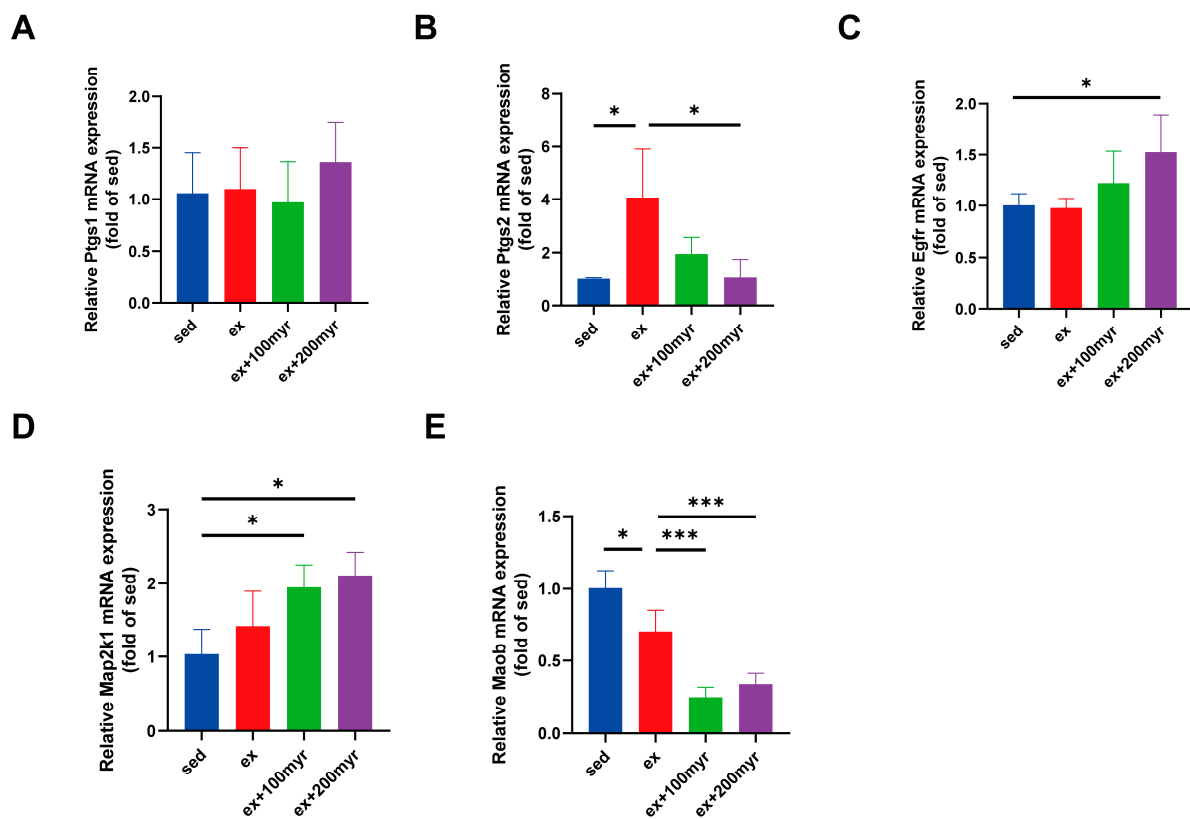 A
Relative Ptgs1 mRNA expression
(fold of sed)
2.0
1.5
1.0
0.5
0.0
sed
ex
ex+100myr
ex+200myr
B
Relative Ptgs2 mRNA expression
(fold of sed)
8
6
4
2
0
*
*
sed
ex
ex+100myr
ex+200myr
C
Relative Egfr mRNA expression
(fold of sed)
2.0
1.5
1.0
0.5
0.0
*
sed
ex
ex+100myr
ex+200myr
D
Relative Map2k1 mRNA expression
(fold of sed)
3
2
1
0
*
*
sed
ex
ex+100myr
ex+200myr
E
Relative Maob mRNA expression
(fold of sed)
1.5
1.0
0.5
0.0
***
* ***
sed
ex
ex+100myr
ex+200myr